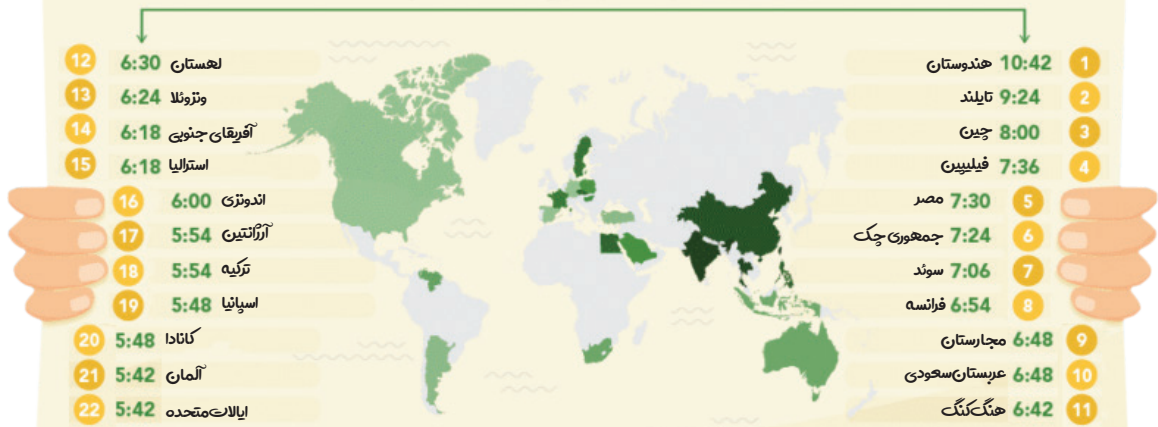 1 10:42 هندوستان
2 9:24 تایلند
3 8:00 چین
4 7:36 فیلیپین
5 7:30 مصر
6 7:24 جمهوری چک
7 7:06 سوئد
8 6:54 فرانسه
9 6:48 مجارستان
10 6:48 عربستان سعودی
11 6:42 هنگ کنگ
12 6:30 لهستان
13 6:24 ونزوئلا
14 6:18 آفریقای جنوبی
15 6:18 استرالیا
16 6:00 اندونزی
17 5:54 آرژانتین
18 5:54 ترکیه
19 5:48 اسپانیا
20 5:48 کانادا
21 5:42 آلمان
22 5:42 ایالات متحده